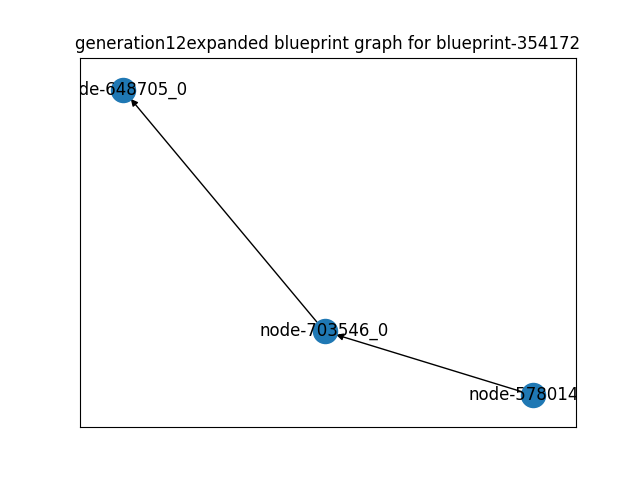 generation12expanded blueprint graph for blueprint-354172
de-648705_0
node-703546_0
node-578014